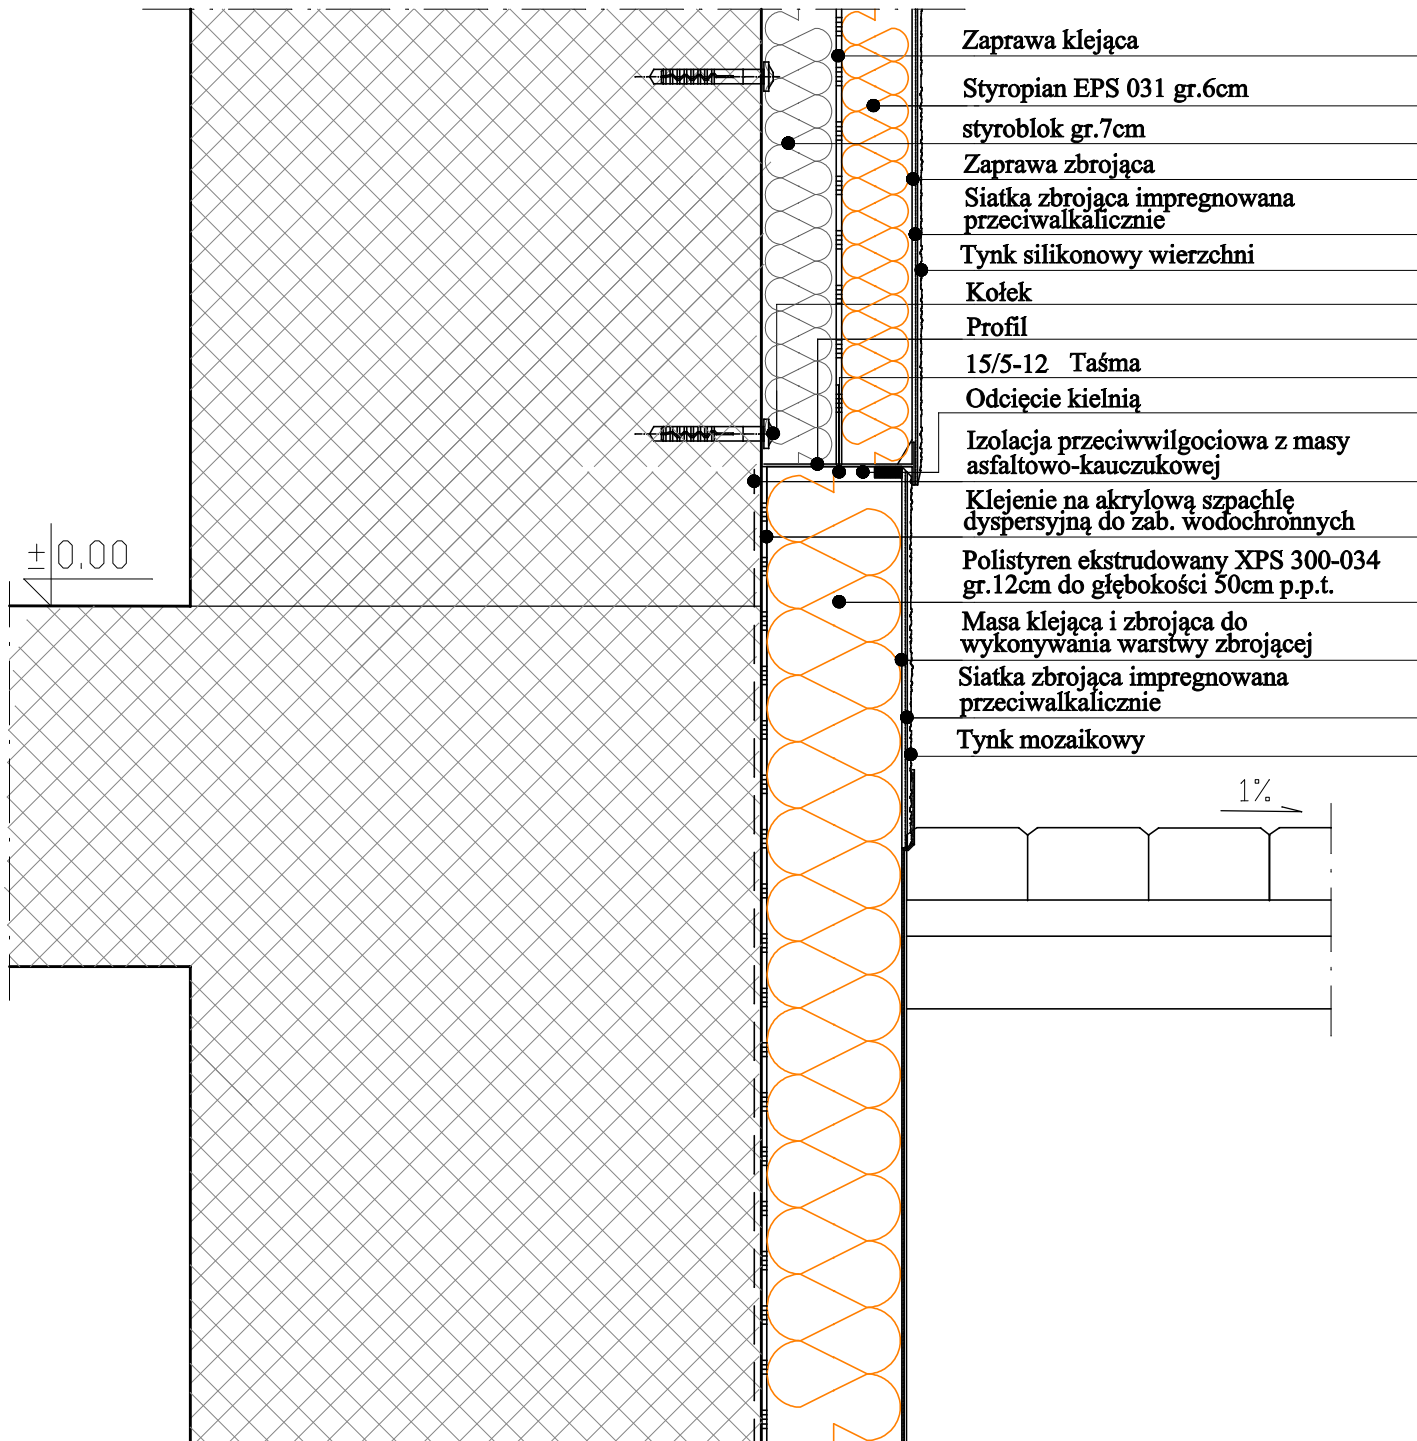 Zaprawa klejąca
Styropian EPS 031 gr.6cm
styroblok gr.7cm
Zaprawa zbrojąca
Siatka zbrojąca impregnowana
przeciwalkalicznie
Tynk silikonowy wierzchni
Kołek
Profil
15/5-12 Taśma
Odcięcie kielnią
Izolacja przeciwwilgociowa z masy
asfaltowo-kauczukowej
Klejenie na akrylową szpachlę
dyspersyjną do zab. wodochronnych
±0.00
Polistyren ekstrudowany XPS 300-034
gr.12cm do głębokości 50cm p.p.t.
Masa klejąca i zbrojąca do
wykonywania warstwy zbrojącej
Siatka zbrojąca impregnowana
przeciwalkalicznie
Tynk mozaikowy
1%